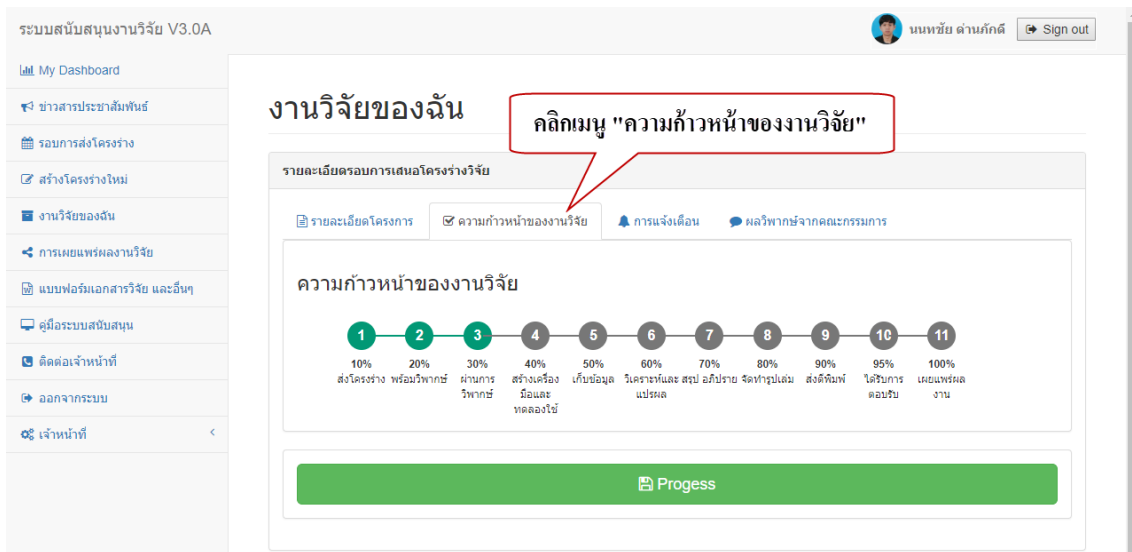 ระบบสนับสนุนงานวิจัย V3.0A
นนทชัย ด่านภักดี
Sign out
My Dashboard
ข่าวสารประชาสัมพันธ์
รอบการส่งโครงร่าง
สร้างโครงร่างใหม่
งานวิจัยของฉัน
การเผยแพร่ผลงานวิจัย
แบบฟอร์มเอกสารวิจัย และอื่นๆ
คู่มือระบบสนับสนุน
ติดต่อเจ้าหน้าที่
ออกจากระบบ
เจ้าหน้าที่
งานวิจัยของฉัน
คลิกเมนู "ความก้าวหน้าของงานวิจัย"
รายละเอียดรอบการเสนอโครงร่างวิจัย
รายละเอียดโครงการ
ความก้าวหน้าของงานวิจัย
การแจ้งเตือน
ผลวิพากษ์จากคณะกรรมการ
ความก้าวหน้าของงานวิจัย
1 2 3 4 5 6 7 8 9 10 11
10% 20% 30% 40% 50% 60% 70% 80% 90% 95% 100%
ส่งโครงร่าง พร้อมวิพากษ์ ผ่านการ สร้างเครื่อง เก็บข้อมูล วิเคราะห์และ สรุป อภิปราย จัดทำรูปเล่ม ส่งตีพิมพ์ ได้รับการ เผยแพร่ผล
วิพากษ์ มือและ แปรผล ตอบรับ งาน
ทดลองใช้
Progess